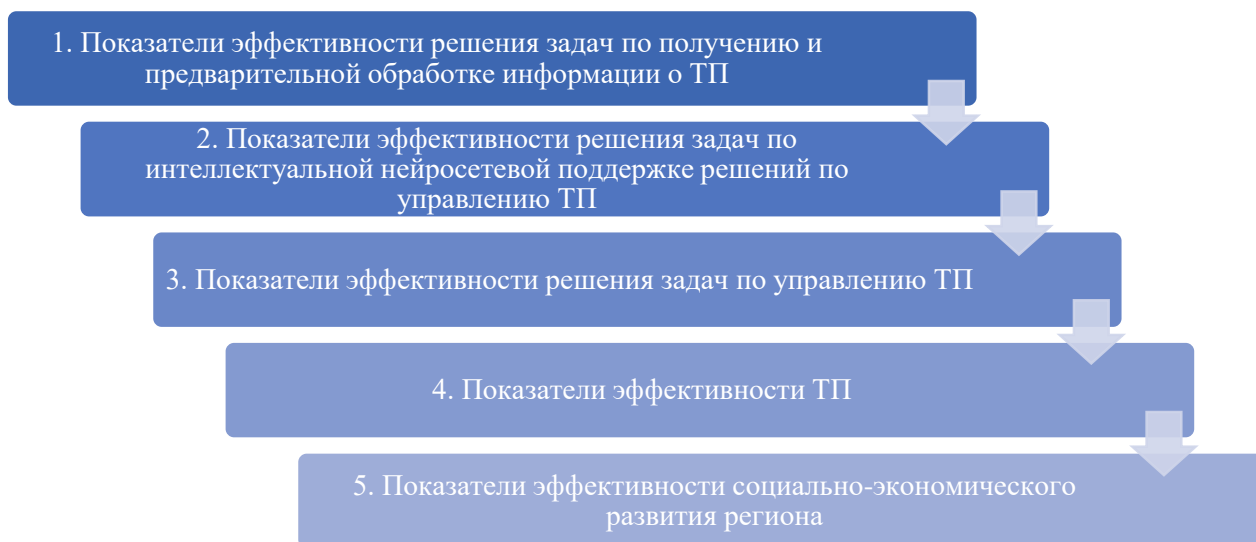 1. Показатели эффективности решения задач по получению и
предварительной обработке информации о ТП
2. Показатели эффективности решения задач по
интеллектуальной нейросетевой поддержке решений по
управлению ТП
3. Показатели эффективности решения задач по управлению ТП
4. Показатели эффективности ТП
5. Показатели эффективности социально-экономического
развития региона